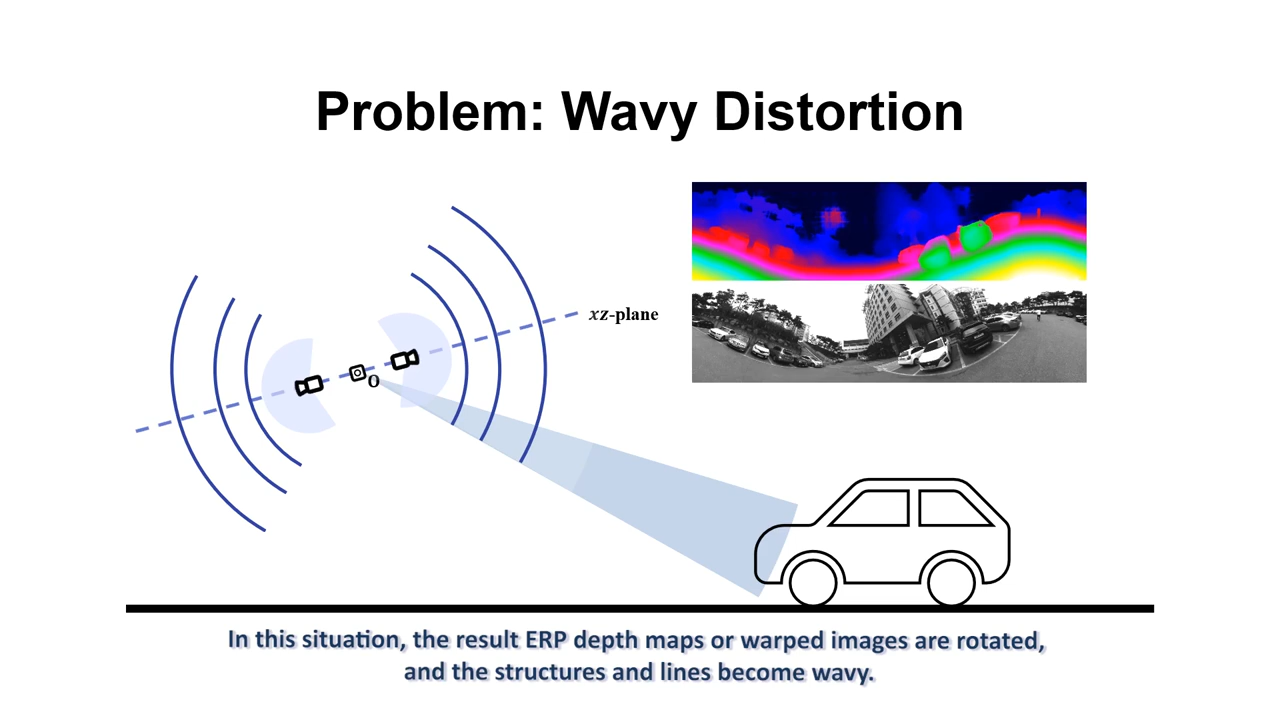 Problem: Wavy Distortion
xz-plane
O
In this situation, the result ERP depth maps or warped images are rotated,
and the structures and lines become wavy.